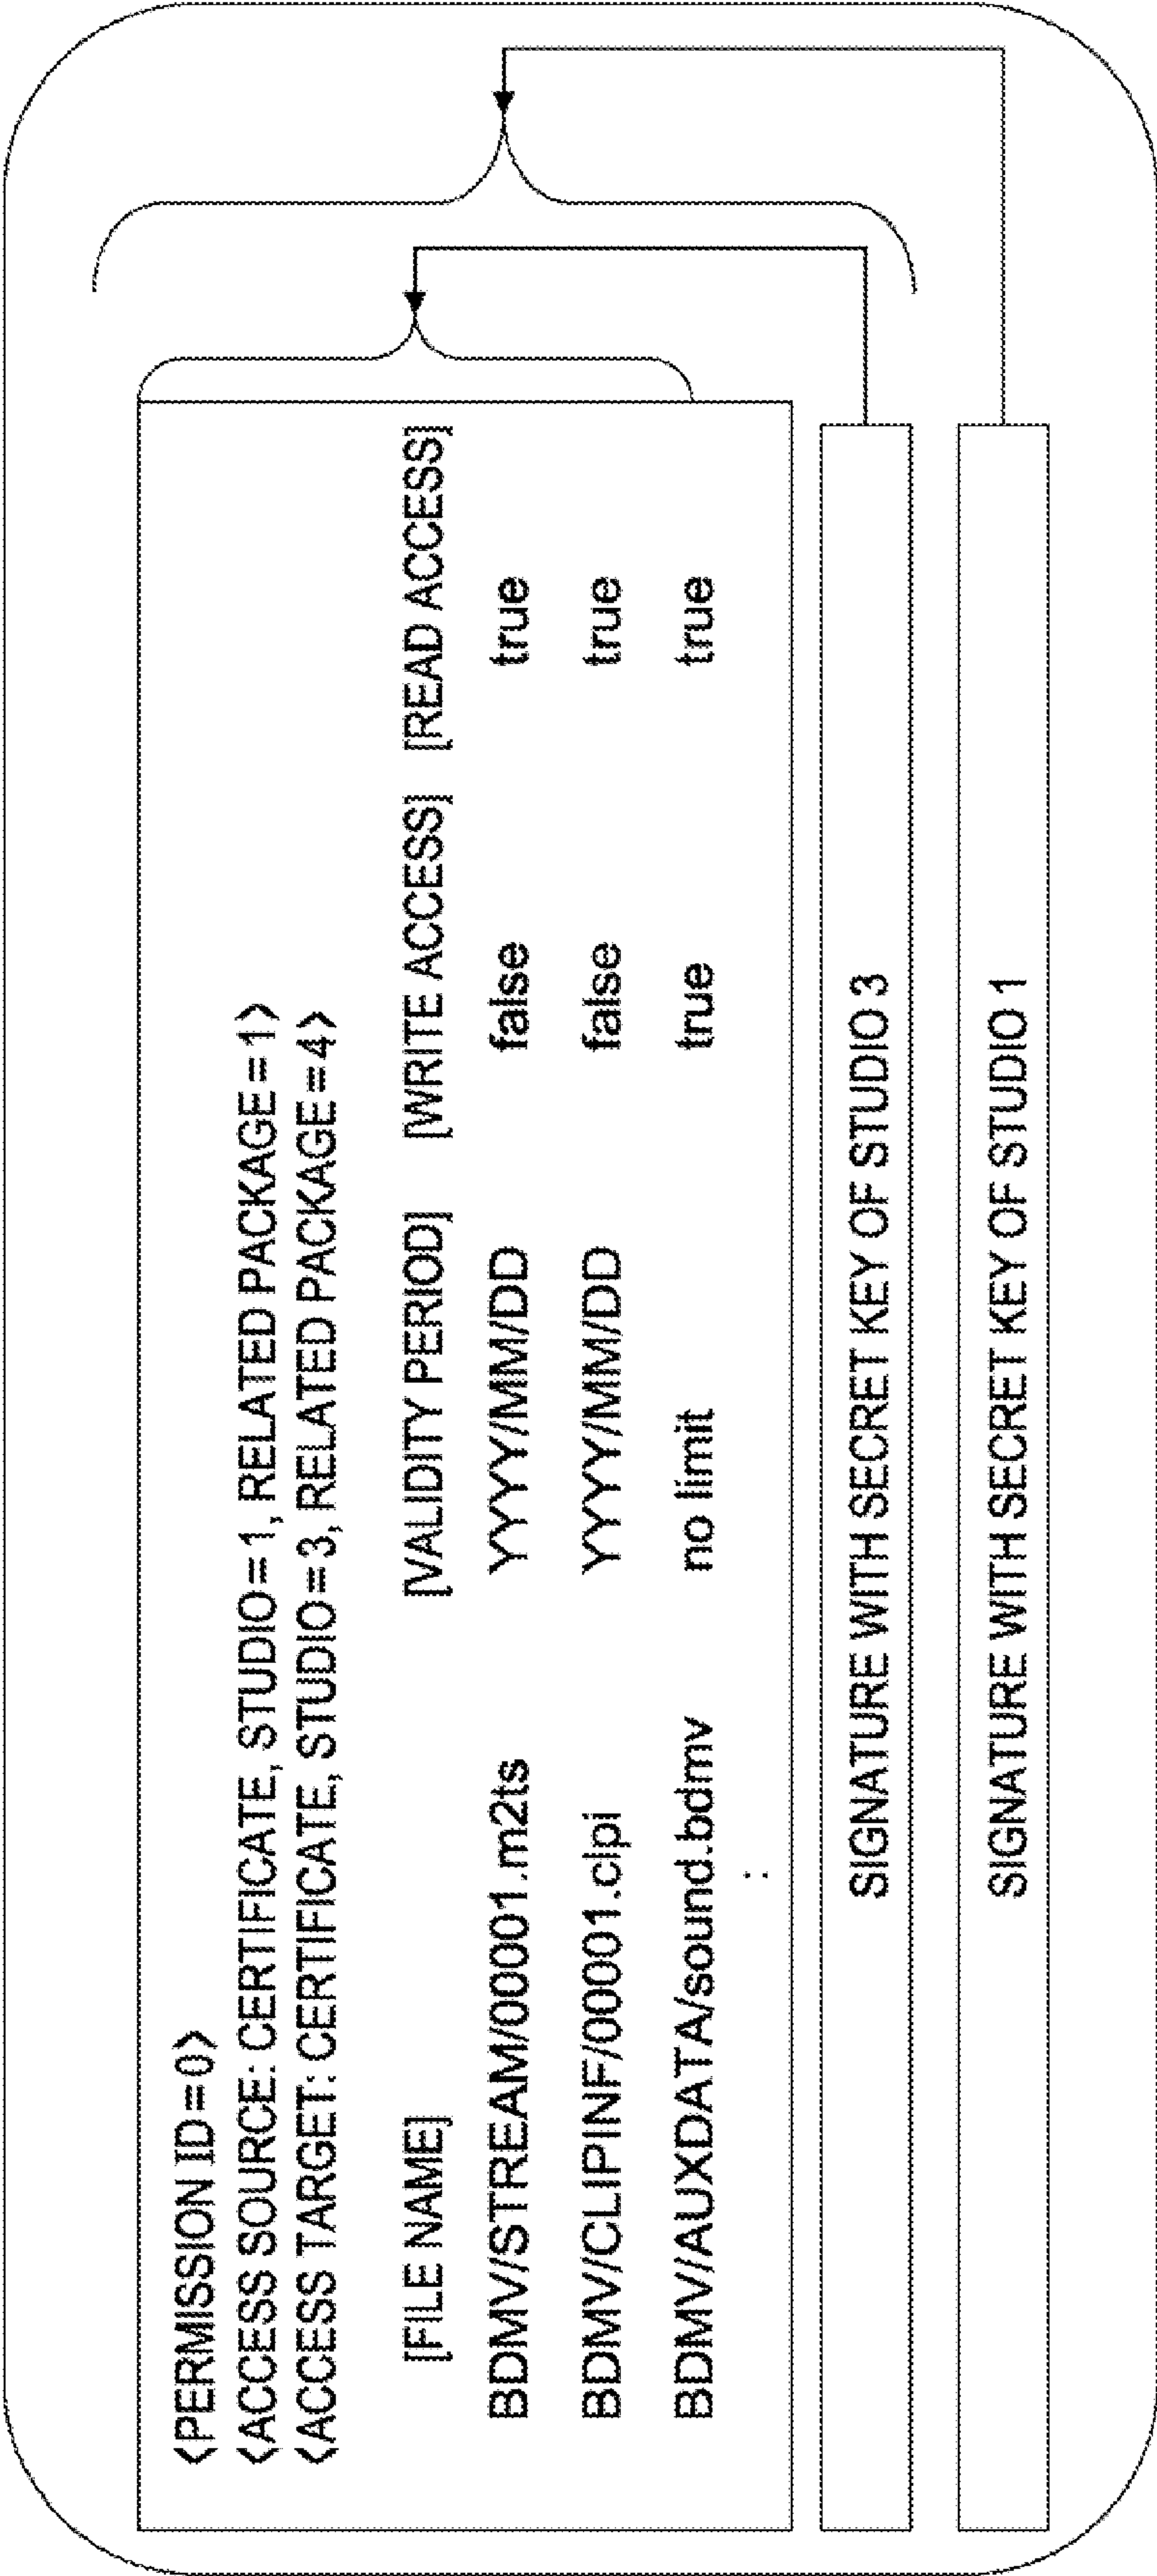 <PERMISSION ID=0>
<ACCESS SOURCE: CERTIFICATE, STUDIO=1, RELATED PACKAGE=1>
<ACCESS TARGET: CERTIFICATE, STUDIO=3, RELATED PACKAGE=4>
[FILE NAME] [VALIDITY PERIOD] [WRITE ACCESS] [READ ACCESS]
BDMV/STREAM/00001.m2ts YYYY/MM/DD false true
BDMV/CLIPINF/00001.clpi YYYY/MM/DD false true
BDMV/AUXDATA/sound.bdmv no limit true true
:
SIGNATURE WITH SECRET KEY OF STUDIO 3
SIGNATURE WITH SECRET KEY OF STUDIO 1